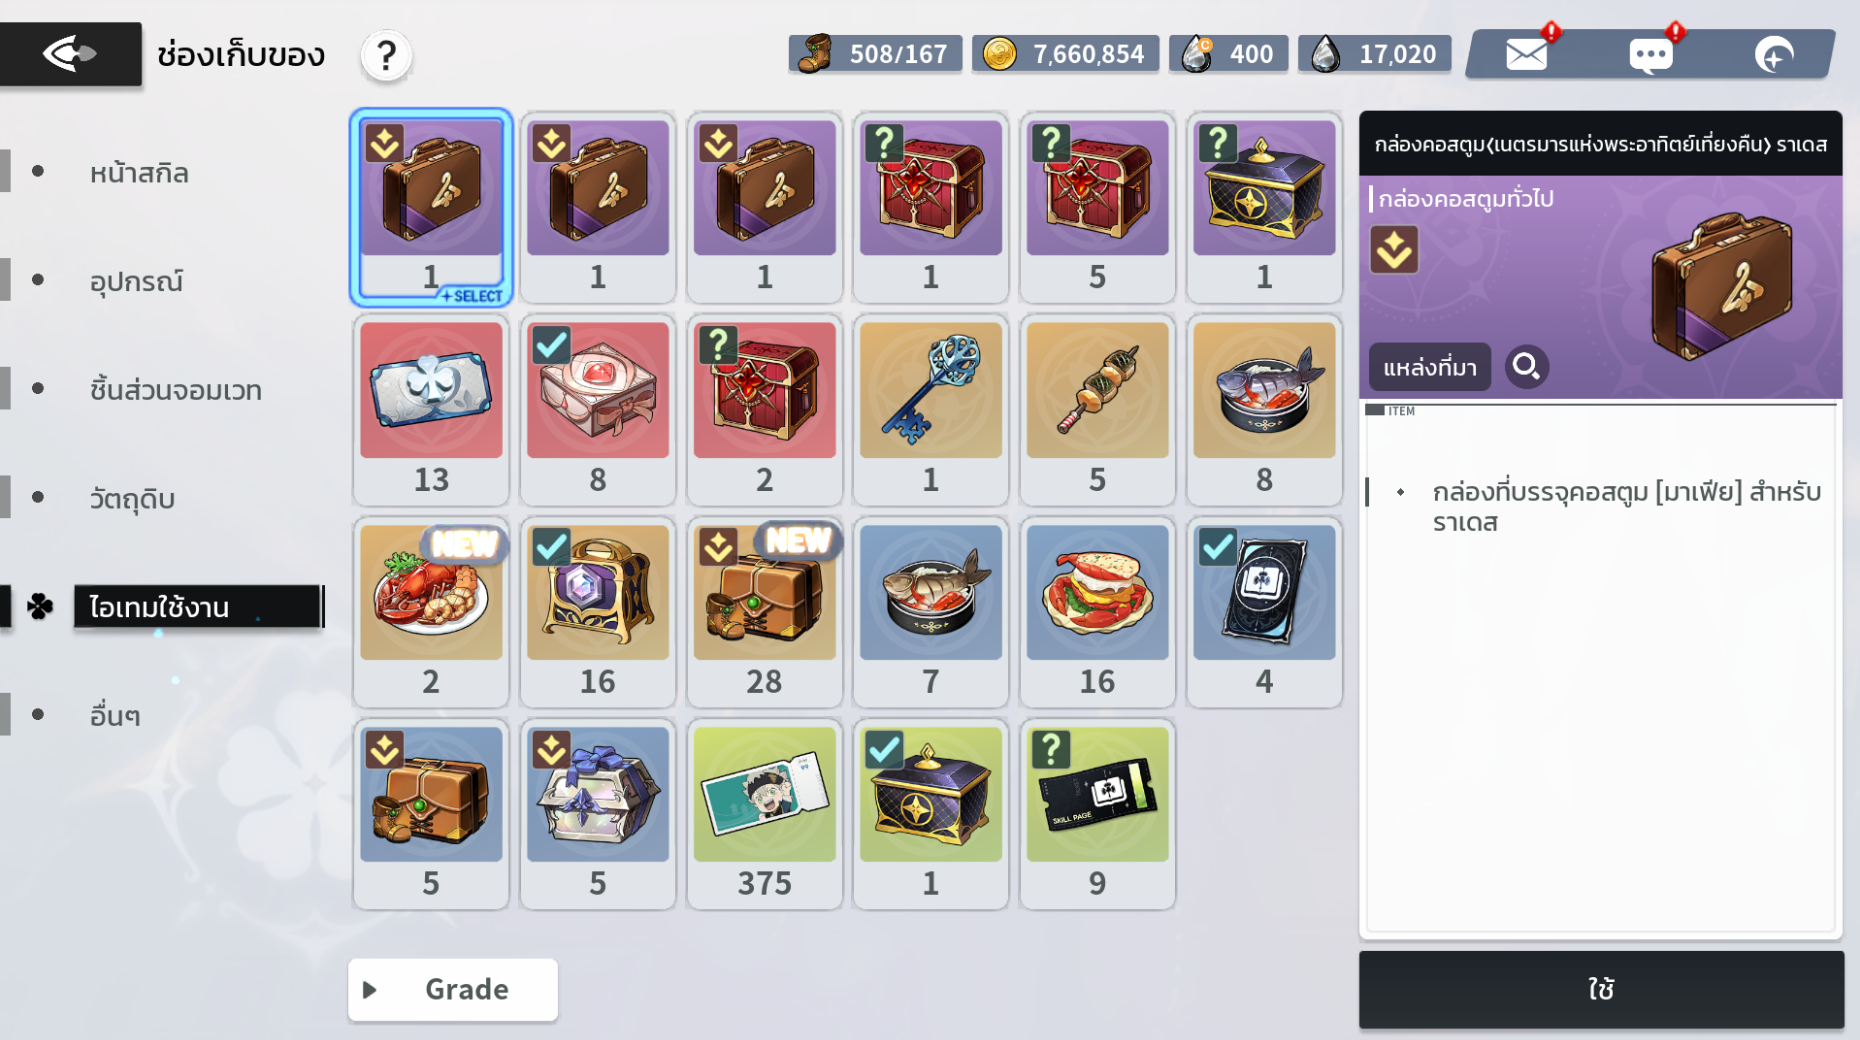 ช่องเก็บของ
?
508/167
7,660,854
400
17,020
หน้าสกิล
อุปกรณ์
ชิ้นส่วนจอมเวท
วัตถุดิบ
ไอเทมใช้งาน
อื่นๆ
1
SELECT
1
1
? 1
? 5
? 1
13
8
? 2
1
5
8
NEW
2
16
NEW
28
7
16
4
5
5
375
1
?
SKILL PAGE
9
Grade
กล่องคอสตูม⟨เนตรมารแห่งพระอาทิตย์เที่ยงคืน⟩ ราเดส
กล่องคอสตูมทั่วไป
แหล่งที่มา
ITEM
กล่องที่บรรจุคอสตูม [มาเฟีย] สำหรับ
ราเดส
ใช้